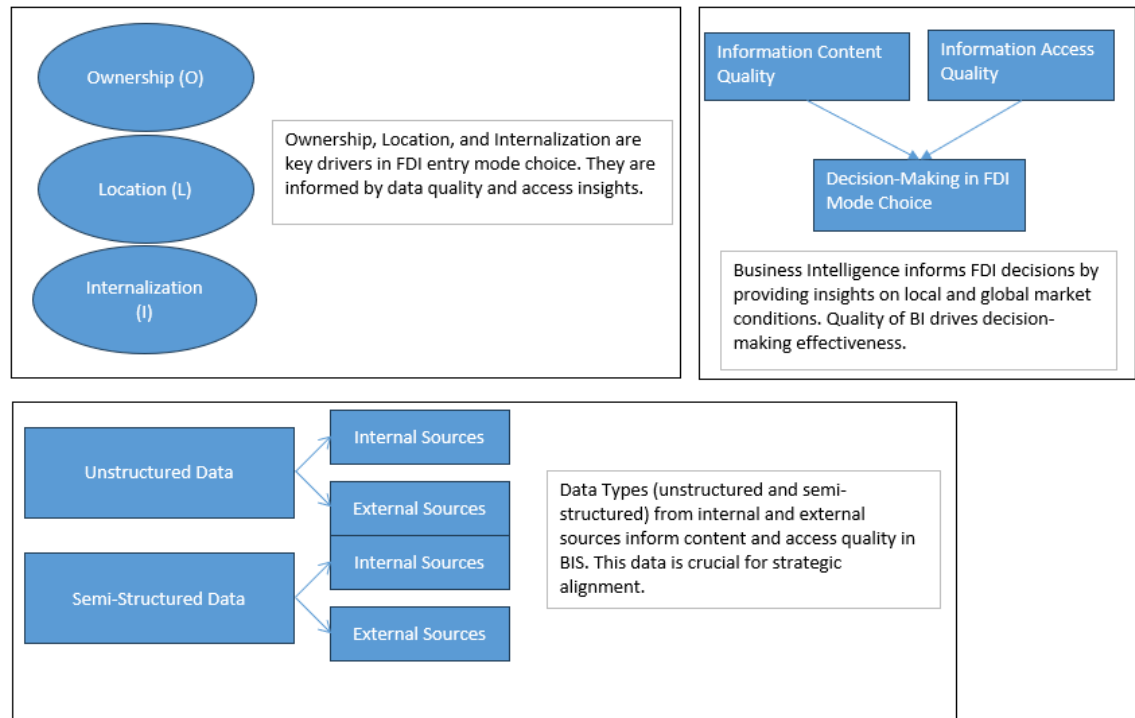 Ownership (O)
Location (L)
Internalization
(I)
Ownership, Location, and Internalization are
key drivers in FDI entry mode choice. They are
informed by data quality and access insights.
Information Content
Quality
Information Access
Quality
Decision-Making in FDI
Mode Choice
Business Intelligence informs FDI decisions by
providing insights on local and global market
conditions. Quality of BI drives decision-
making effectiveness.
Unstructured Data
Internal Sources
External Sources
Semi-Structured Data
Internal Sources
External Sources
Data Types (unstructured and semi-
structured) from internal and external
sources inform content and access quality in
BIS. This data is crucial for strategic
alignment.